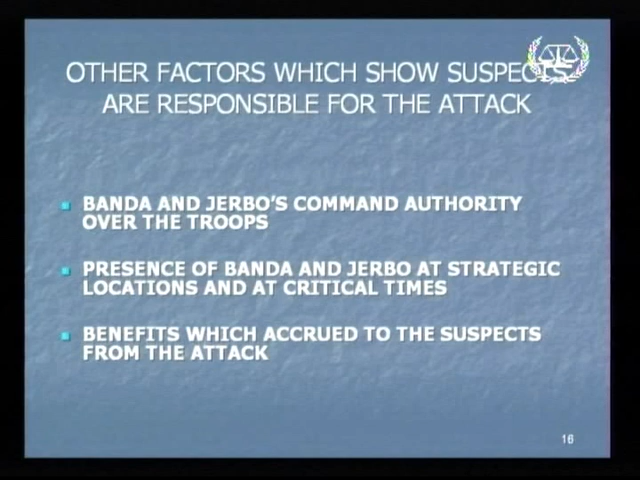 OTHER FACTORS WHICH SHOW SUSPECTS
ARE RESPONSIBLE FOR THE ATTACK
BANDA AND JERBO'S COMMAND AUTHORITY
OVER THE TROOPS
PRESENCE OF BANDA AND JERBO AT STRATEGIC
LOCATIONS AND AT CRITICAL TIMES
BENEFITS WHICH ACCRUED TO THE SUSPECTS
FROM THE ATTACK
16